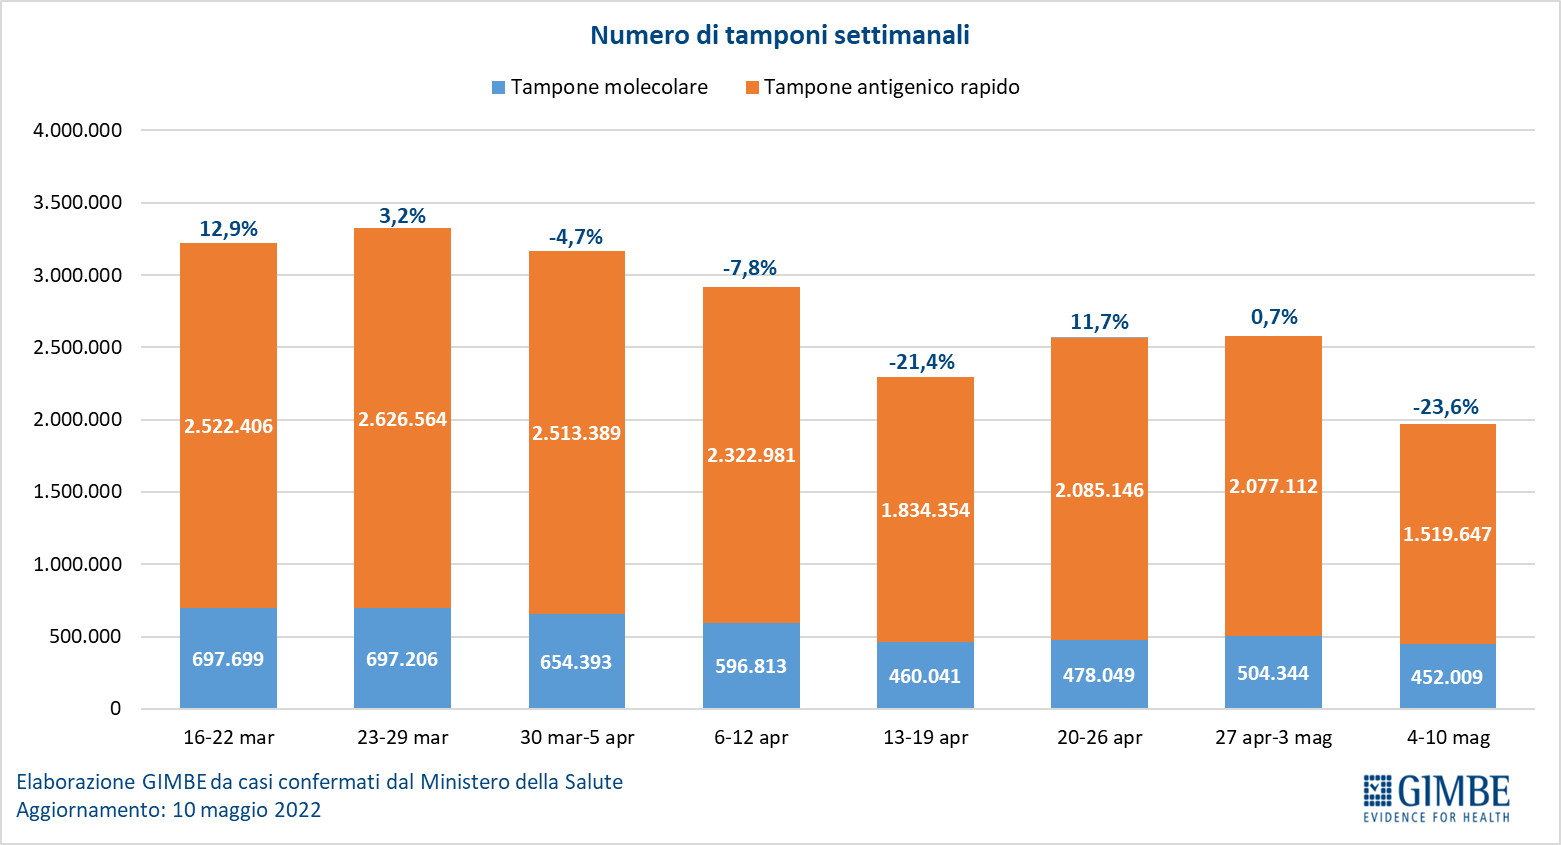 Numero di tamponi settimanali
Tampone molecolare Tampone antigenico rapido
4.000.000
3.500.000
3.000.000
2.500.000
2.000.000
1.500.000
1.000.000
500.000
0
12,9% 3,2% -4,7% -7,8% -21,4% 11,7% 0,7% -23,6%
2.522.406 2.626.564 2.513.389 2.322.981 1.834.354 2.085.146 2.077.112 1.519.647
697.699 697.206 654.393 596.813 460.041 478.049 504.344 452.009
16-22 mar 23-29 mar 30 mar-5 apr 6-12 apr 13-19 apr 20-26 apr 27 apr-3 mag 4-10 mag
Elaborazione GIMBE da casi confermati dal Ministero della Salute
Aggiornamento: 10 maggio 2022
GIMBE
EVIDENCE FOR HEALTH